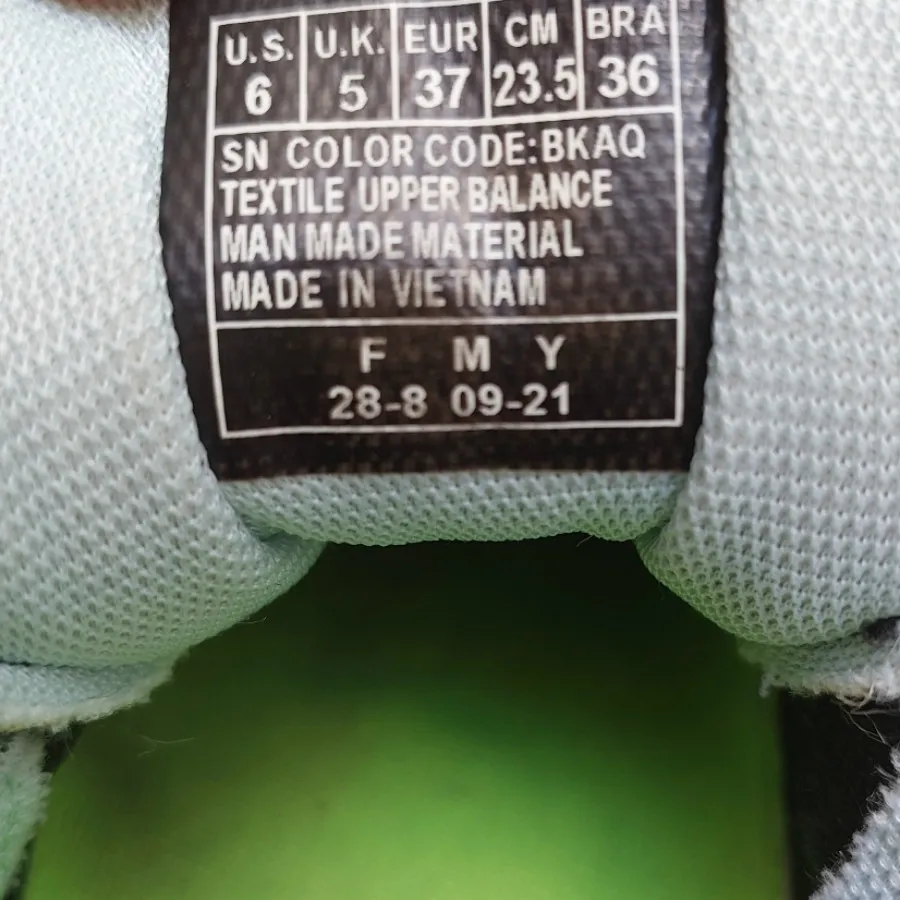 U.S. U.K. EUR CM BRA
6 5 37 23.5 36
SN COLOR CODE:BKAQ
TEXTILE UPPER BALANCE
MAN MADE MATERIAL
MADE IN VIETNAM
F M Y
28-8 09-21